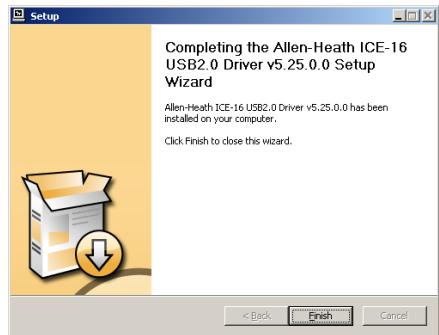 Setup
Completing the Allen-Heath ICE-16
USB2.0 Driver v5.25.0.0 Setup
Wizard
Allen-Heath ICE-16 USB2.0 Driver v5.25.0.0 has been
installed on your computer.
Click Finish to close this wizard.
< Back
Finish
Cancel